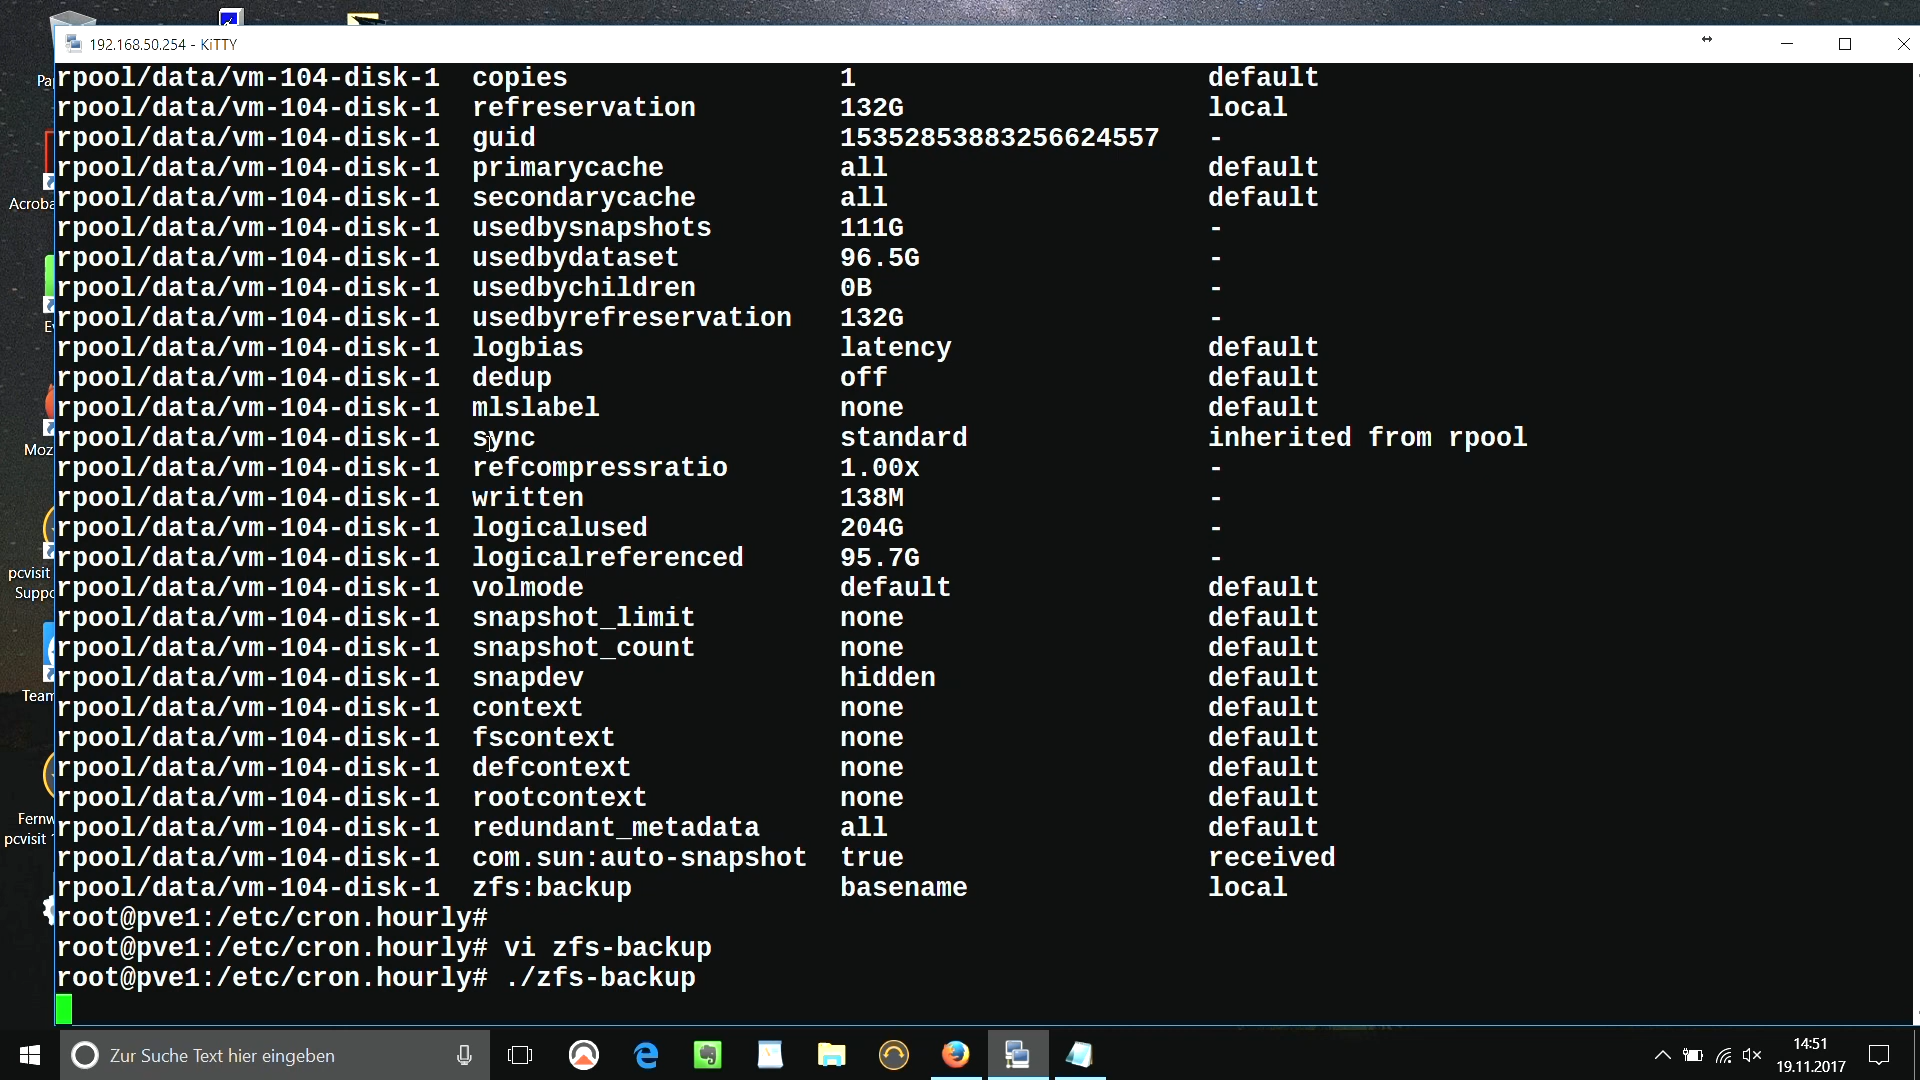 192.168.50.254 - KiTTY
rpool/data/vm-104-disk-1 copies 1 default
rpool/data/vm-104-disk-1 refreservation 132G local
rpool/data/vm-104-disk-1 guid 15352853883256624557 -
rpool/data/vm-104-disk-1 primarycache all default
rpool/data/vm-104-disk-1 secondarycache all default
rpool/data/vm-104-disk-1 usedbysnapshots 111G -
rpool/data/vm-104-disk-1 usedbydataset 96.5G -
rpool/data/vm-104-disk-1 usedbychildren 0B -
rpool/data/vm-104-disk-1 usedbyrefreservation 132G -
rpool/data/vm-104-disk-1 logbias latency default
rpool/data/vm-104-disk-1 dedup off default
rpool/data/vm-104-disk-1 mlslabel none default
rpool/data/vm-104-disk-1 sync standard inherited from rpool
rpool/data/vm-104-disk-1 refcompressratio 1.00x -
rpool/data/vm-104-disk-1 written 138M -
rpool/data/vm-104-disk-1 logicalused 204G -
rpool/data/vm-104-disk-1 logicalreferenced 95.7G -
rpool/data/vm-104-disk-1 volmode default default
rpool/data/vm-104-disk-1 snapshot_limit none default
rpool/data/vm-104-disk-1 snapshot_count none default
rpool/data/vm-104-disk-1 snapdev hidden default
rpool/data/vm-104-disk-1 context none default
rpool/data/vm-104-disk-1 fscontext none default
rpool/data/vm-104-disk-1 defcontext none default
rpool/data/vm-104-disk-1 rootcontext none default
rpool/data/vm-104-disk-1 redundant_metadata all default
rpool/data/vm-104-disk-1 com.sun:auto-snapshot true received
rpool/data/vm-104-disk-1 zfs:backup basename local
root@pve1:/etc/cron.hourly#
root@pve1:/etc/cron.hourly# vi zfs-backup
root@pve1:/etc/cron.hourly# ./zfs-backup
Pa
Acroba
Ev
Moz
pcvisit
Suppo
Team
Fernw
pcvisit
Zur Suche Text hier eingeben
14:51
19.11.2017